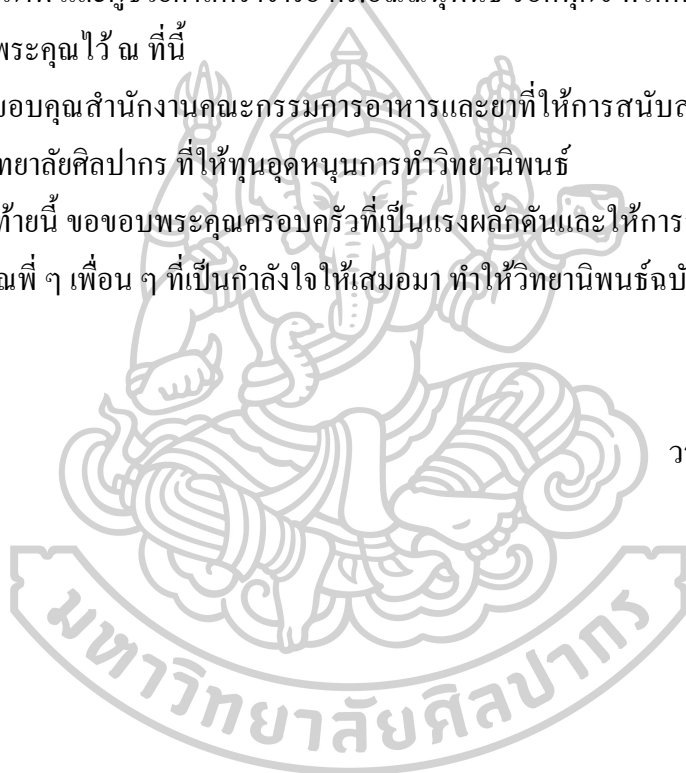 พระคุณไว้ ณ ที่นี้
อบคุณสำนักงานคณะกรรมการอาหารและยาที่ให้การสนับส
ทยาลัยศิลปากร ที่ให้ทุนอุดหนุนการทำวิทยานิพนธ์
ท้ายนี้ ขอขอบพระคุณครอบครัวที่เป็นแรงผลักดันและให้การ
ณพี่ ๆ เพื่อน ๆ ที่เป็นกำลังใจให้เสมอมา ทำให้วิทยานิพนธ์ฉบั
วร
มหาวิทยาลัยศิลปากร